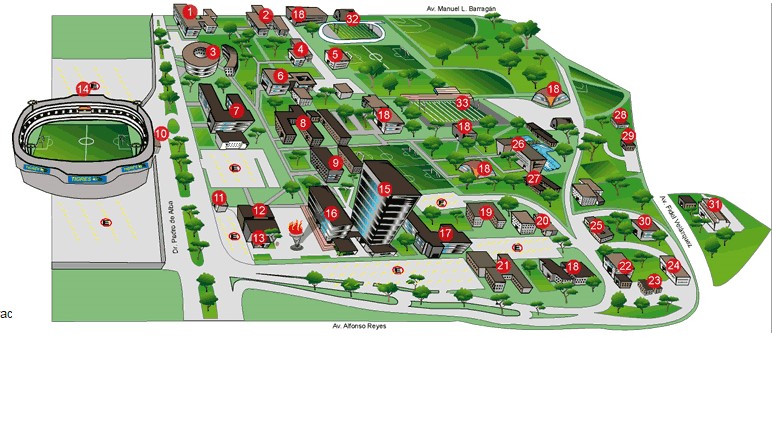 Av. Manuel L. Barragán
1
2
18
32
3
4
5
6
14
7
18
33
18
28
10
8
18
29
26
9
18
27
15
11
12
16
19
20
31
Av. Fidel Velázquez
13
17
25
30
Dr. Pedro de Alba
E
E
E
E
E
E
E
TIGRES
21
18
22
23
24
ac
Av. Alfonso Reyes